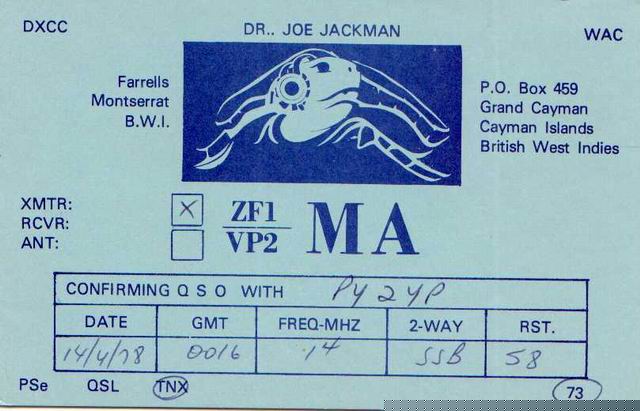 DXCC
DR.. JOE JACKMAN
WAC
Farrells
Montserrat
B.W.I.
P.O. Box 459
Grand Cayman
Cayman Islands
British West Indies
XMTR:
RCVR:
ANT:
X ZF1
VP2
MA
CONFIRMING Q S O WITH PY2YP
DATE GMT FREQ-MHZ 2-WAY RST.
14/4/78 0016 14 SSB 58
PSe QSL TNX 73